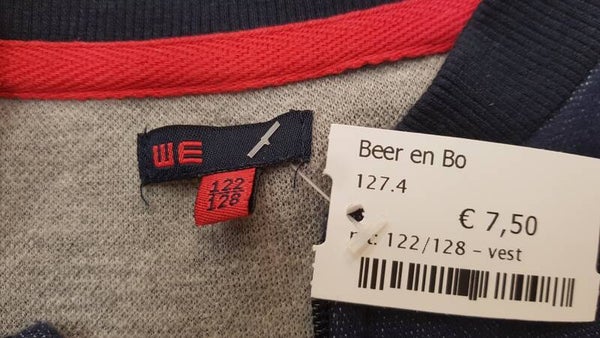 WE
122
128
Beer en Bo
127.4
€ 7,50
122/128 - vest